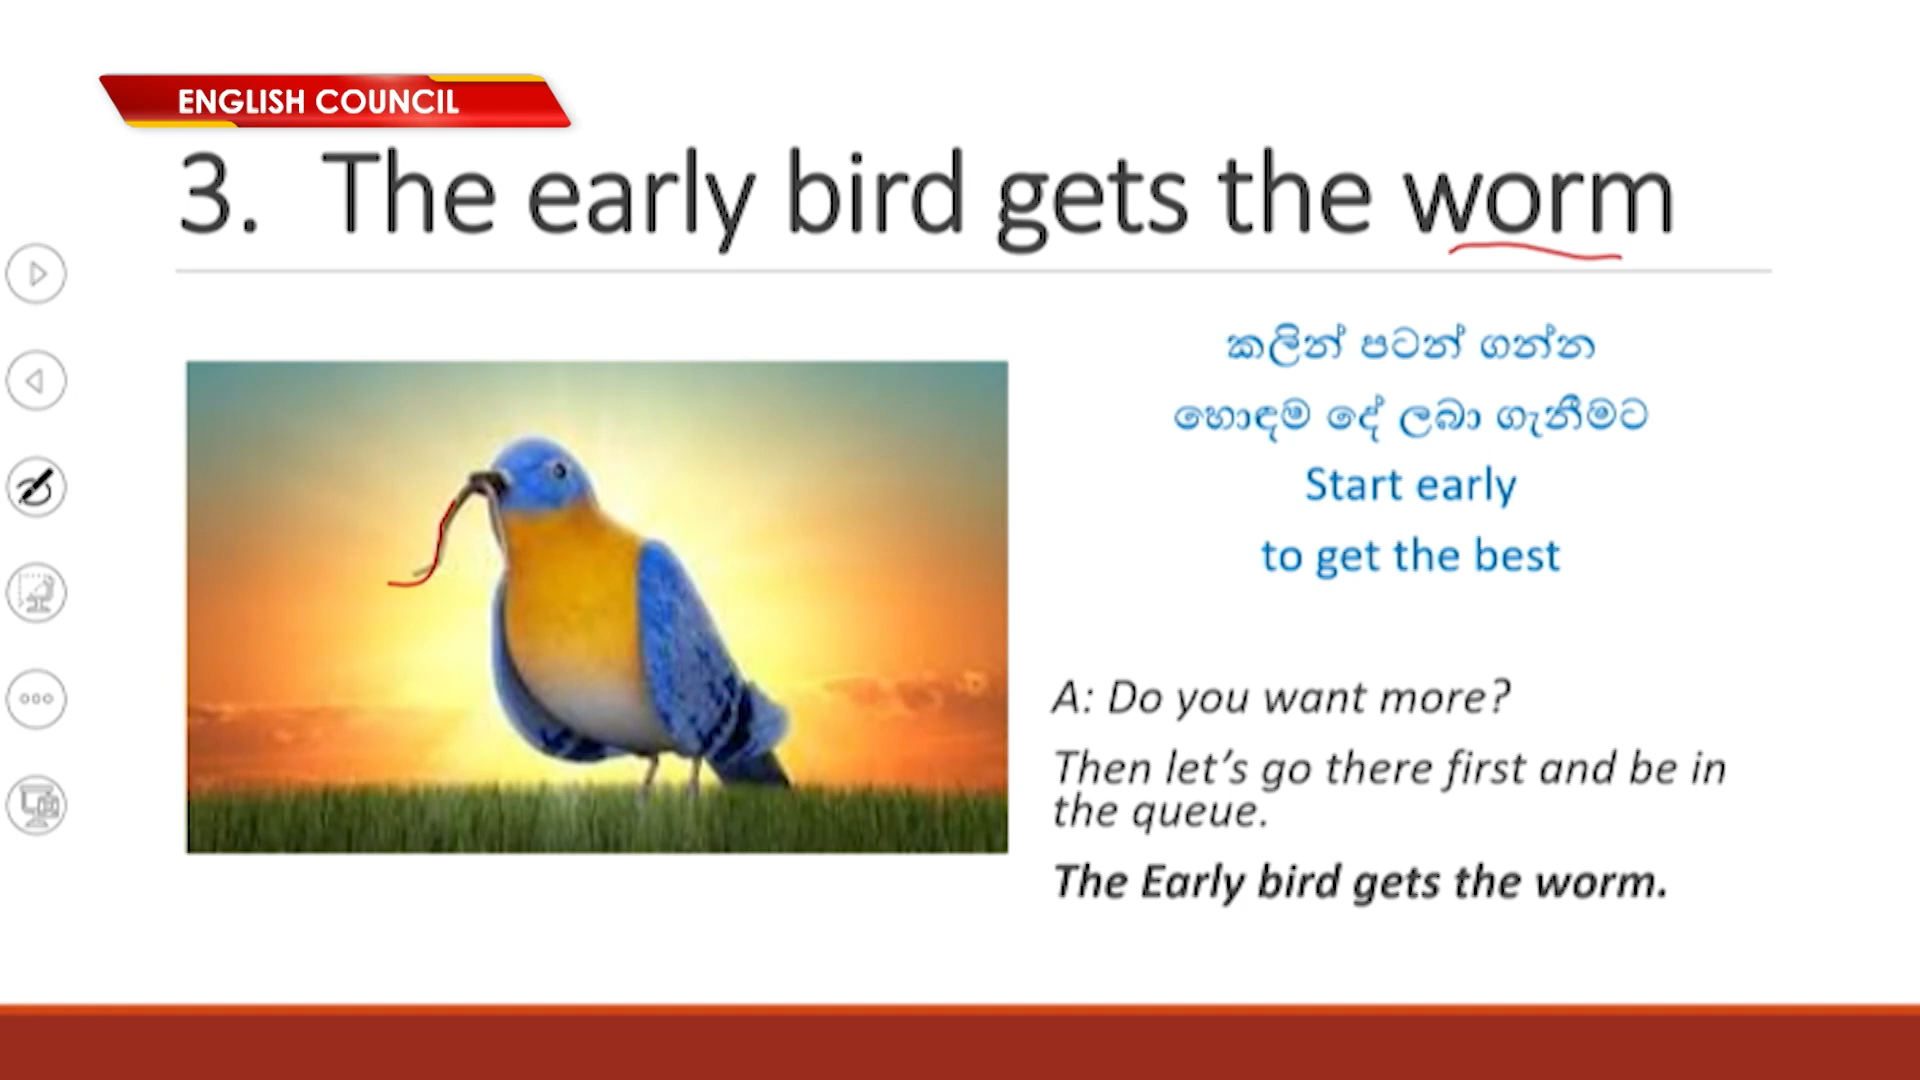 ENGLISH COUNCIL
3. The early bird gets the worm
කලින් පටන් ගන්න
හොඳම දේ ලබා ගැනීමට
Start early
to get the best
A: Do you want more?
Then let's go there first and be in
the queue.
The Early bird gets the worm.